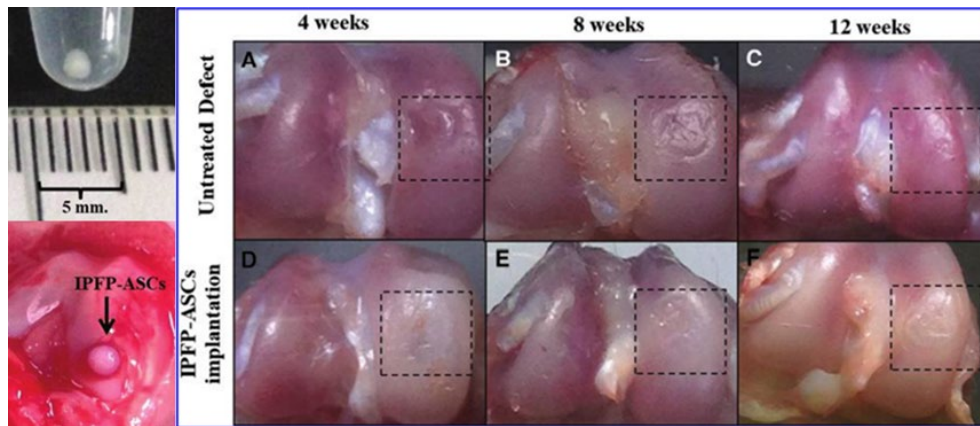 4 weeks
8 weeks
12 weeks
Untreated Defect
A
B
C
5 mm.
IPFP-ASCs
IPFP-ASCs
implantation
D
E
F